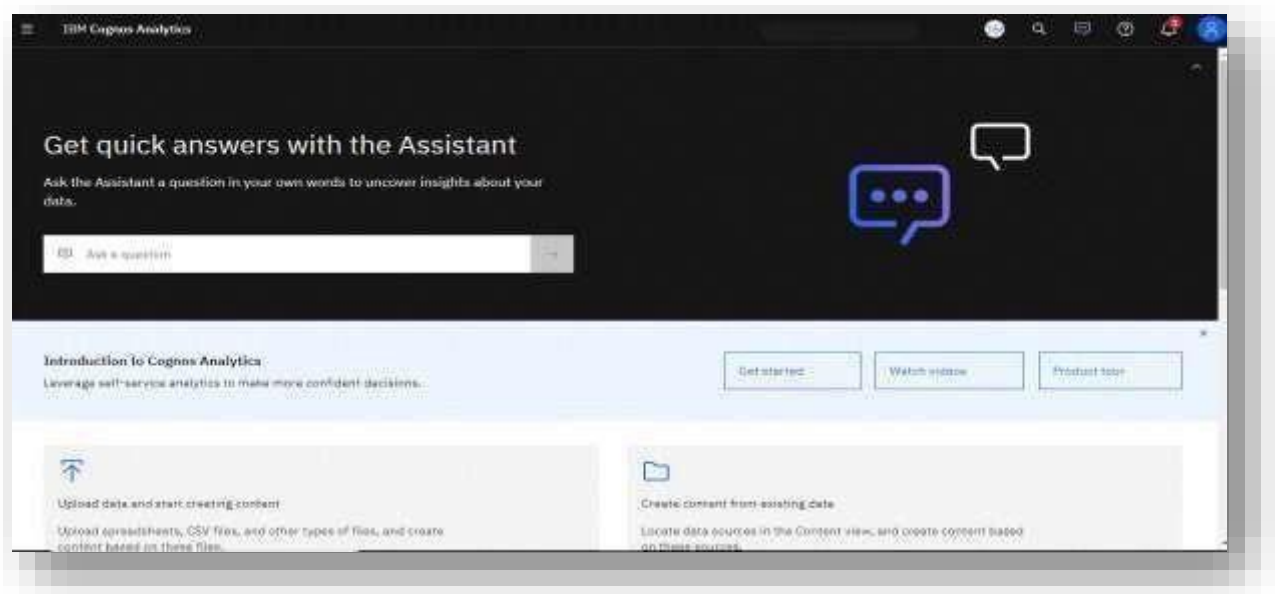 IBM Cognos Analytics
Get quick answers with the Assistant
Ask the Assistant a question in your own words to uncover insights about your
data.
Ask a question
Introduction to Cognos Analytics
Leverage self-service analytics to make more confident decisions.
Get started
Watch videos
Product tour
Upload data and start creating content
Upload spreadsheets, CSV files, and other types of files, and create
content based on these files.
Create content from existing data
Locate data sources in the Content view, and create content based
on these sources.